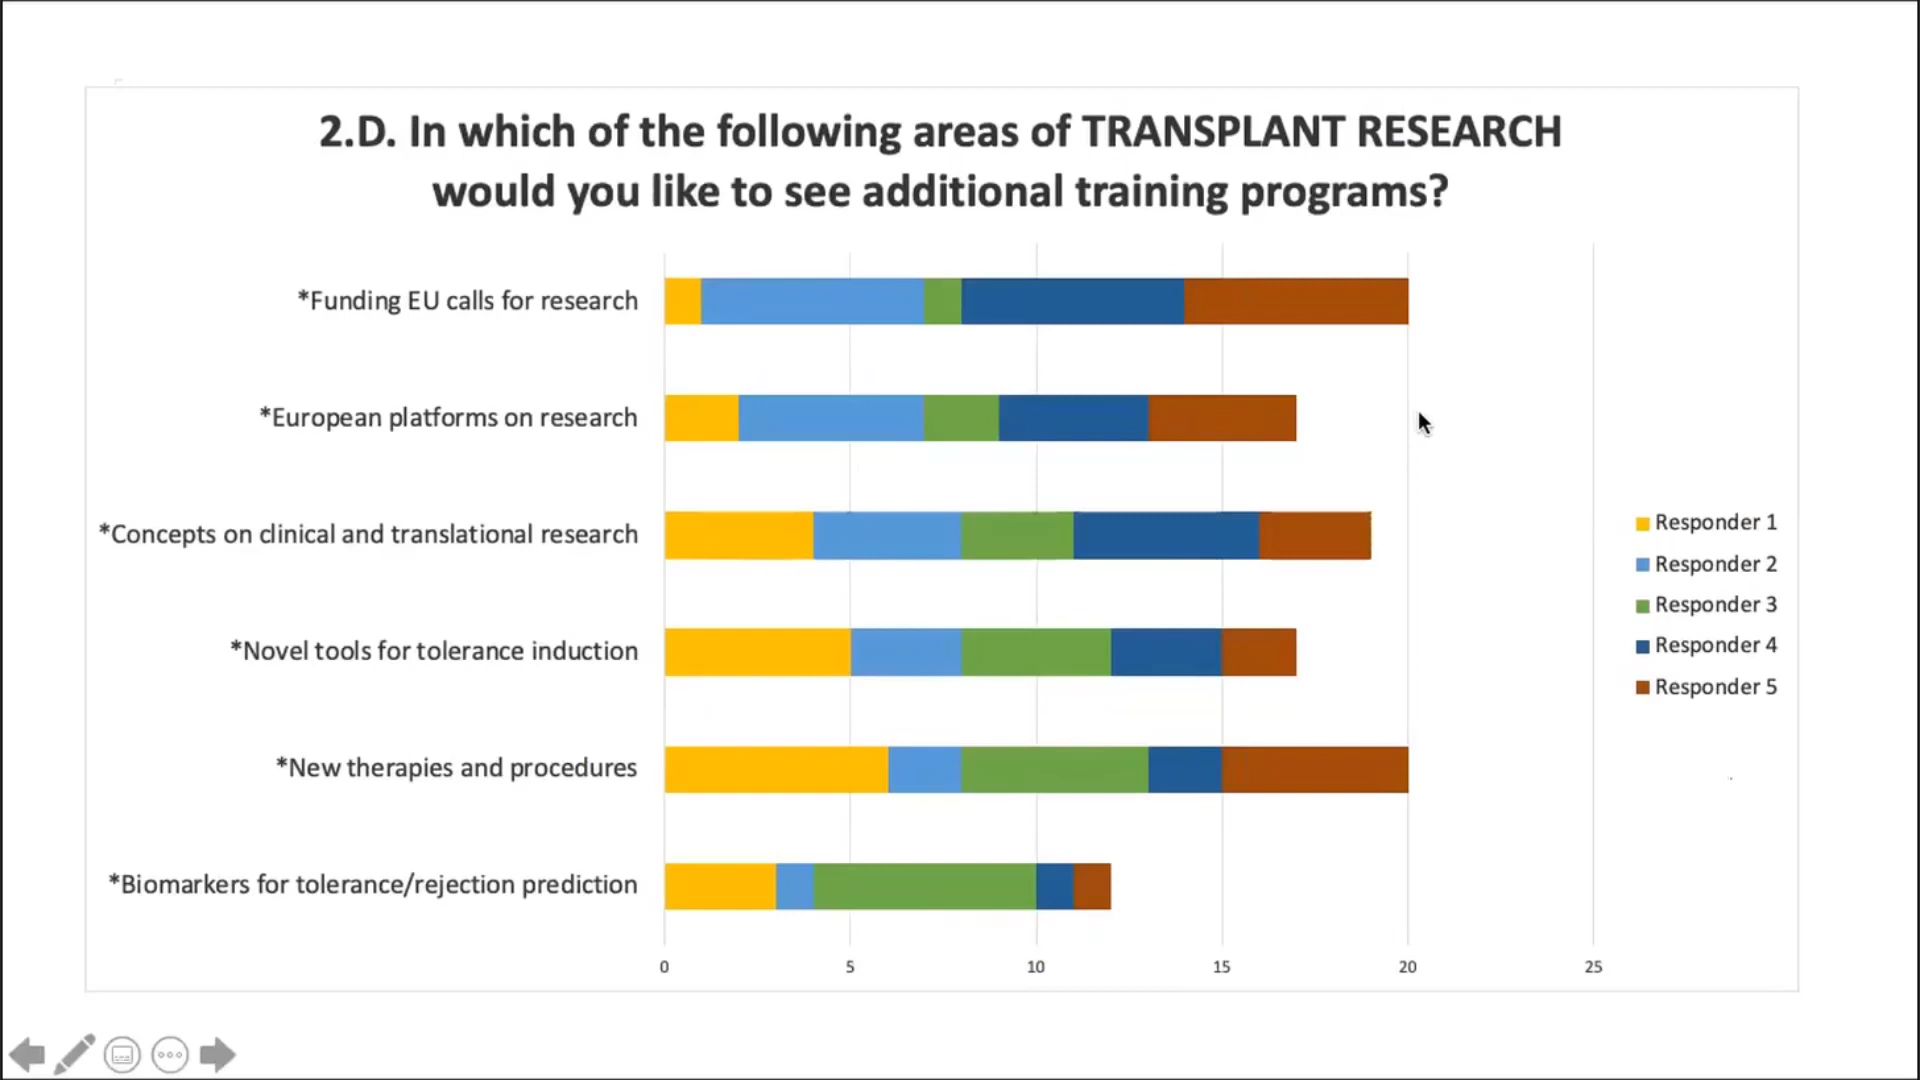 2.D. In which of the following areas of TRANSPLANT RESEARCH
would you like to see additional training programs?
*Funding EU calls for research
*European platforms on research
*Concepts on clinical and translational research
*Novel tools for tolerance induction
*New therapies and procedures
*Biomarkers for tolerance/rejection prediction
0 5 10 15 20 25
Responder 1
Responder 2
Responder 3
Responder 4
Responder 5